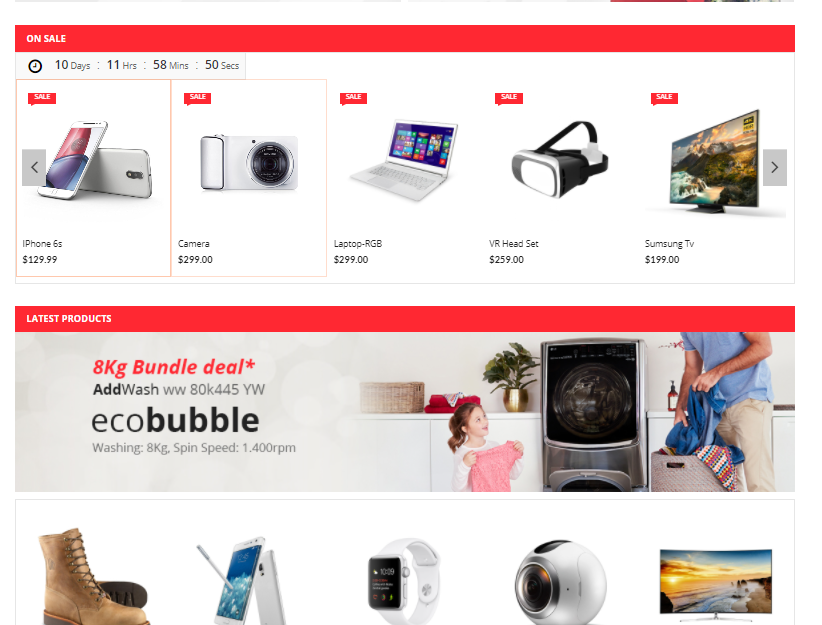 ON SALE
10 Days : 11 Hrs : 58 Mins : 50 Secs
SALE SALE SALE SALE SALE
IPhone 6s Camera Laptop-RGB VR Head Set Sumsung Tv
$129.99 $299.00 $299.00 $259.00 $199.00
LATEST PRODUCTS
8Kg Bundle deal*
AddWash ww 80k445 YW
ecobubble
Washing: 8Kg, Spin Speed: 1.400rpm
10:09